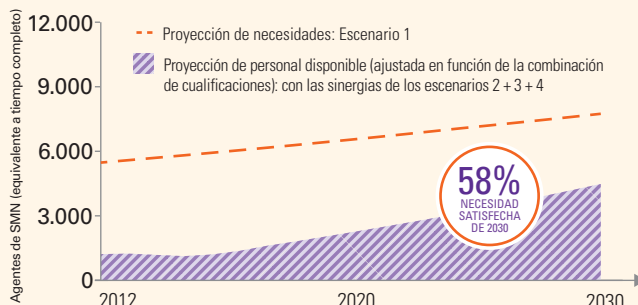 Agentes de SMN (equivalente a tiempo completo)
12.000
9.000
6.000
3.000
0
Proyección de necesidades: Escenario 1
Proyección de personal disponible (ajustada en función de la combinación
de cualificaciones): con las sinergias de los escenarios 2 + 3 + 4
58%
NECESIDAD
SATISFECHA
DE 2030
2012
2020
2030